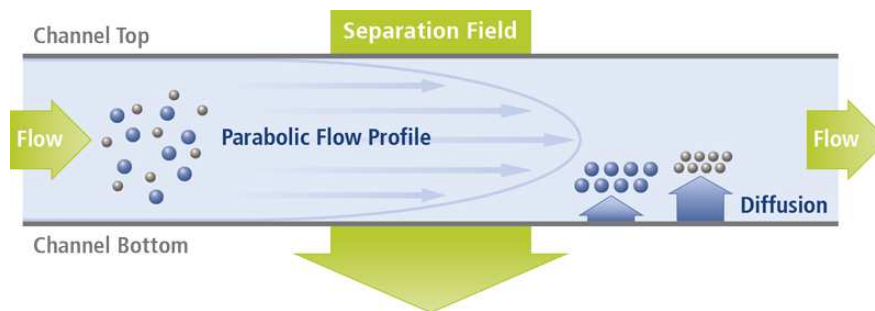 Channel Top
Separation Field
Flow
Parabolic Flow Profile
Flow
Diffusion
Channel Bottom